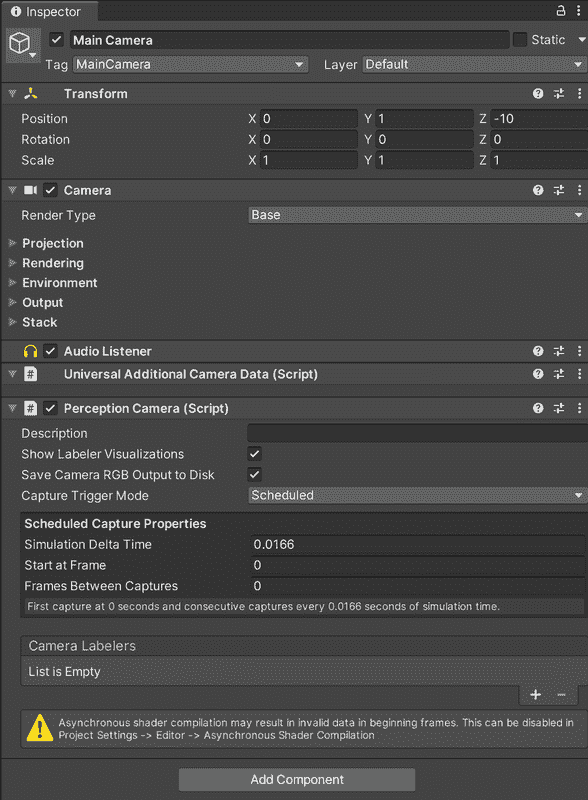 Inspector
Main Camera Static
Tag MainCamera Layer Default
Transform
Position X 0 Y 1 Z -10
Rotation X 0 Y 0 Z 0
Scale X 1 Y 1 Z 1
Camera
Render Type Base
Projection
Rendering
Environment
Output
Stack
Audio Listener
# Universal Additional Camera Data (Script)
# Perception Camera (Script)
Description
Show Labeler Visualizations
Save Camera RGB Output to Disk
Capture Trigger Mode Scheduled
Scheduled Capture Properties
Simulation Delta Time 0.0166
Start at Frame 0
Frames Between Captures 0
First capture at 0 seconds and consecutive captures every 0.0166 seconds of simulation time.
Camera Labelers
List is Empty
+ −
Asynchronous shader compilation may result in invalid data in beginning frames. This can be disabled in
Project Settings -> Editor -> Asynchronous Shader Compilation
Add Component